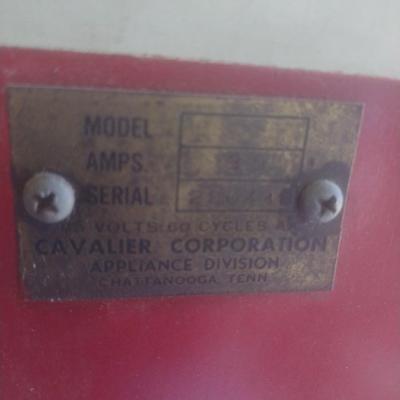 MODEL
AMPS.
SERIAL
VOLTS 60 CYCLES
CAVALIER CORPORATION
APPLIANCE DIVISION
CHATTANOOGA, TENN